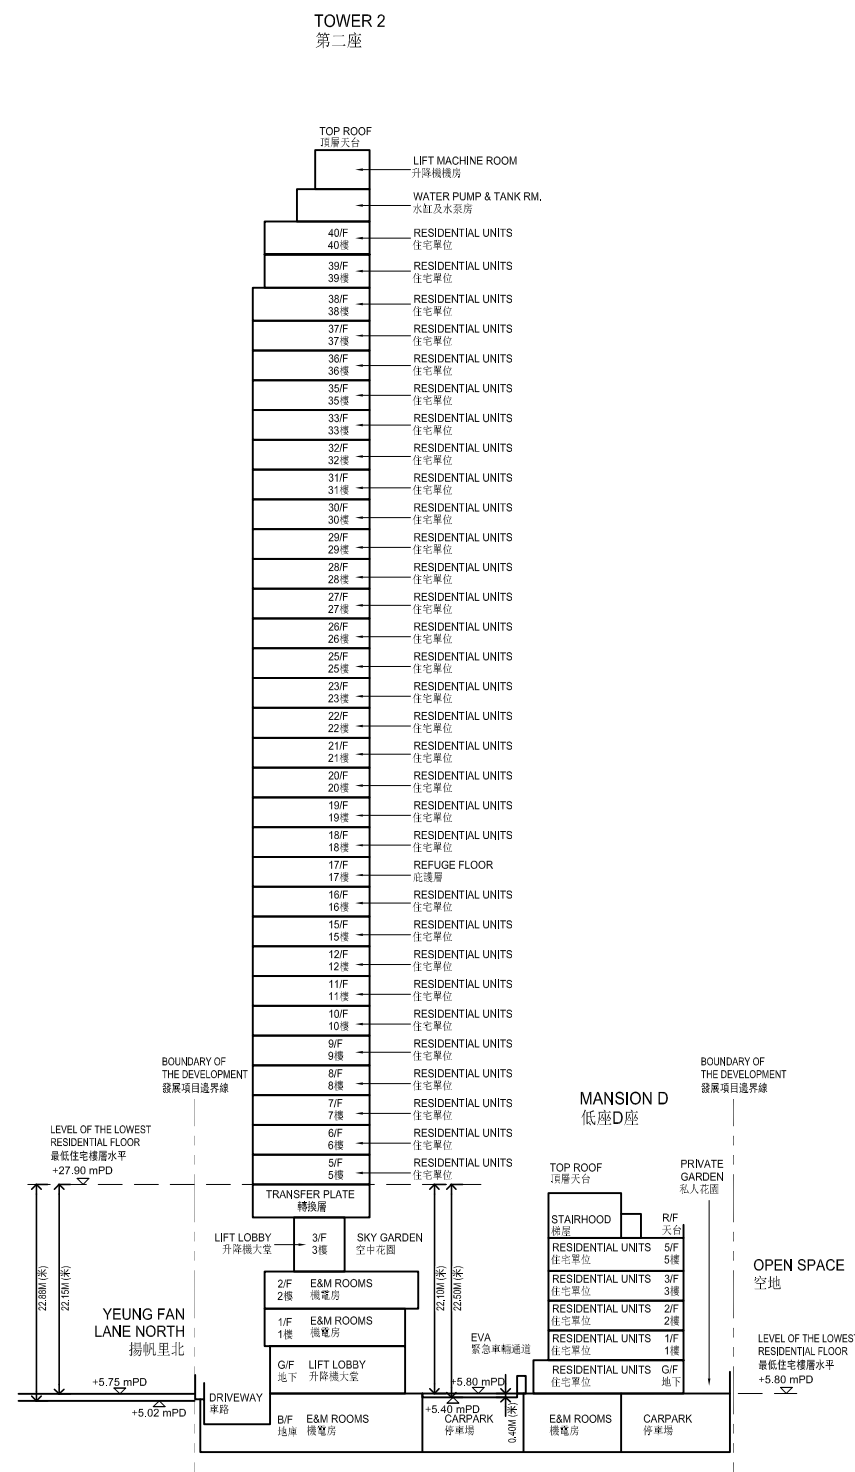 TOWER 2
第二座
TOP ROOF
頂層天台
LIFT MACHINE ROOM
升降機機房
WATER PUMP & TANK RM.
水缸及水泵房
40/F
40樓
RESIDENTIAL UNITS
住宅單位
39/F
39樓
RESIDENTIAL UNITS
住宅單位
38/F
38樓
RESIDENTIAL UNITS
住宅單位
37/F
37樓
RESIDENTIAL UNITS
住宅單位
36/F
36樓
RESIDENTIAL UNITS
住宅單位
35/F
35樓
RESIDENTIAL UNITS
住宅單位
33/F
33樓
RESIDENTIAL UNITS
住宅單位
32/F
32樓
RESIDENTIAL UNITS
住宅單位
31/F
31樓
RESIDENTIAL UNITS
住宅單位
30/F
30樓
RESIDENTIAL UNITS
住宅單位
29/F
29樓
RESIDENTIAL UNITS
住宅單位
28/F
28樓
RESIDENTIAL UNITS
住宅單位
27/F
27樓
RESIDENTIAL UNITS
住宅單位
26/F
26樓
RESIDENTIAL UNITS
住宅單位
25/F
25樓
RESIDENTIAL UNITS
住宅單位
23/F
23樓
RESIDENTIAL UNITS
住宅單位
22/F
22樓
RESIDENTIAL UNITS
住宅單位
21/F
21樓
RESIDENTIAL UNITS
住宅單位
20/F
20樓
RESIDENTIAL UNITS
住宅單位
19/F
19樓
RESIDENTIAL UNITS
住宅單位
18/F
18樓
RESIDENTIAL UNITS
住宅單位
17/F
17樓
REFUGE FLOOR
庇護層
16/F
16樓
RESIDENTIAL UNITS
住宅單位
15/F
15樓
RESIDENTIAL UNITS
住宅單位
12/F
12樓
RESIDENTIAL UNITS
住宅單位
11/F
11樓
RESIDENTIAL UNITS
住宅單位
10/F
10樓
RESIDENTIAL UNITS
住宅單位
9/F
9樓
RESIDENTIAL UNITS
住宅單位
8/F
8樓
RESIDENTIAL UNITS
住宅單位
7/F
7樓
RESIDENTIAL UNITS
住宅單位
6/F
6樓
RESIDENTIAL UNITS
住宅單位
5/F
5樓
RESIDENTIAL UNITS
住宅單位
BOUNDARY OF
THE DEVELOPMENT
發展項目邊界線
LEVEL OF THE LOWEST
RESIDENTIAL FLOOR
最低住宅樓層水平
+27.90 mPD
TRANSFER PLATE
轉換層
LIFT LOBBY
升降機大堂
3/F
3樓
SKY GARDEN
空中花園
2/F
2樓
E&M ROOMS
機電房
1/F
1樓
E&M ROOMS
機電房
G/F
地下
LIFT LOBBY
升降機大堂
B/F
地庫
E&M ROOMS
機電房
22.88M (米)
22.15M (米)
22.10M (米)
22.50M (米)
YEUNG FAN
LANE NORTH
揚帆里北
+5.75 mPD
+5.02 mPD
DRIVEWAY
車路
EVA
緊急車輛通道
+5.80 mPD
+5.40 mPD
0.40M (米)
CARPARK
停車場
E&M ROOMS
機電房
CARPARK
停車場
BOUNDARY OF
THE DEVELOPMENT
發展項目邊界線
MANSION D
低座D座
TOP ROOF
頂層天台
PRIVATE
GARDEN
私人花園
STAIRHOOD
梯屋
R/F
天台
RESIDENTIAL UNITS
住宅單位
5/F
5樓
RESIDENTIAL UNITS
住宅單位
3/F
3樓
RESIDENTIAL UNITS
住宅單位
2/F
2樓
RESIDENTIAL UNITS
住宅單位
1/F
1樓
RESIDENTIAL UNITS
住宅單位
G/F
地下
OPEN SPACE
空地
LEVEL OF THE LOWEST
RESIDENTIAL FLOOR
最低住宅樓層水平
+5.80 mPD